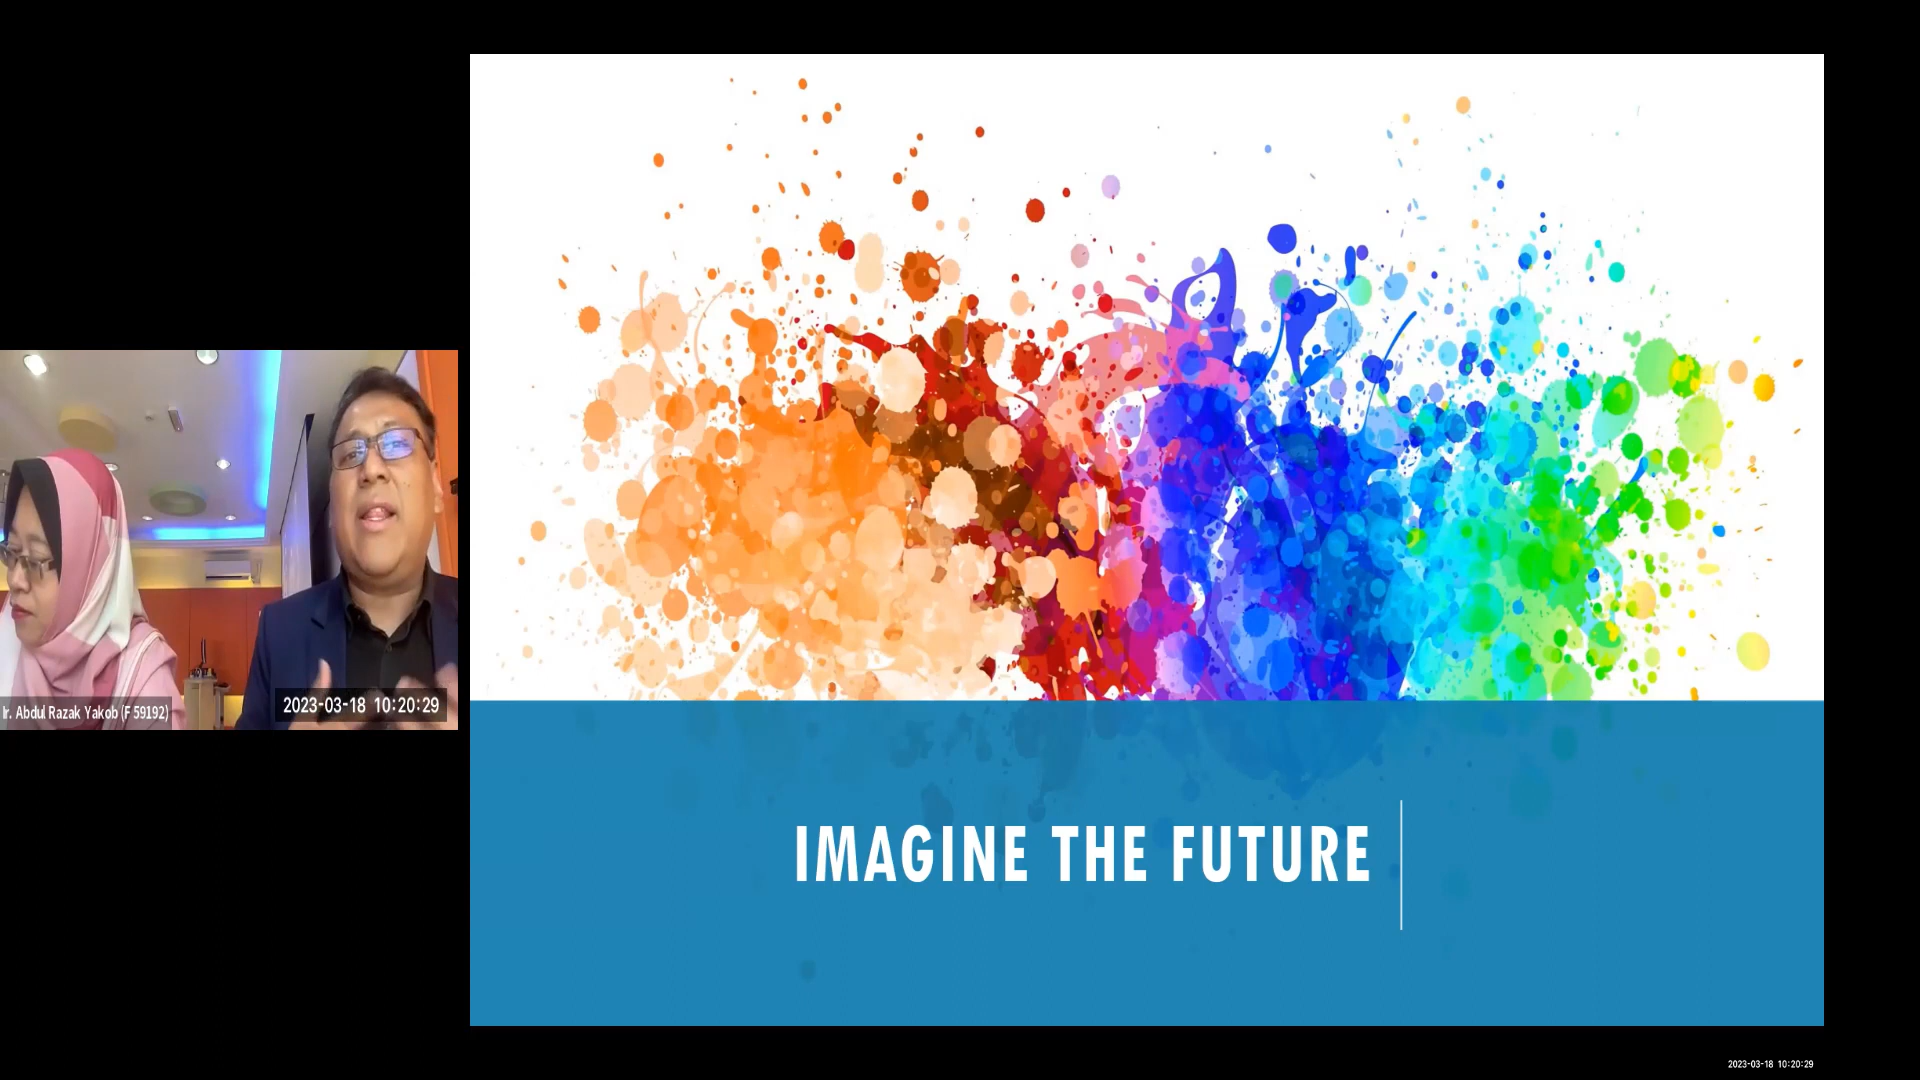 Ir. Abdul Razak Yakob (F 59192)
2023-03-18 10:20:29
IMAGINE THE FUTURE
2023-03-18 10:20:29